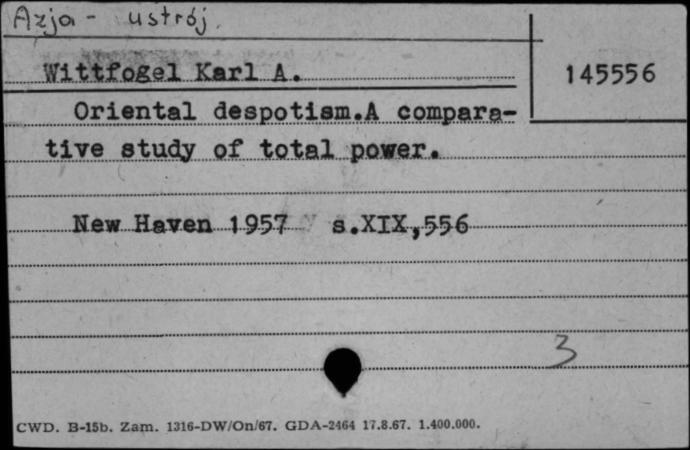 Azja - ustrój.
Wittfogel Karl A.
145556
Oriental despotism.A compara-
tive study of total power.
New Haven 1957 s.XIX,556
3
CWD. B-15b. Zam. 1316-DW/On/67. GDA-2464 17.8.67. 1.400.000.